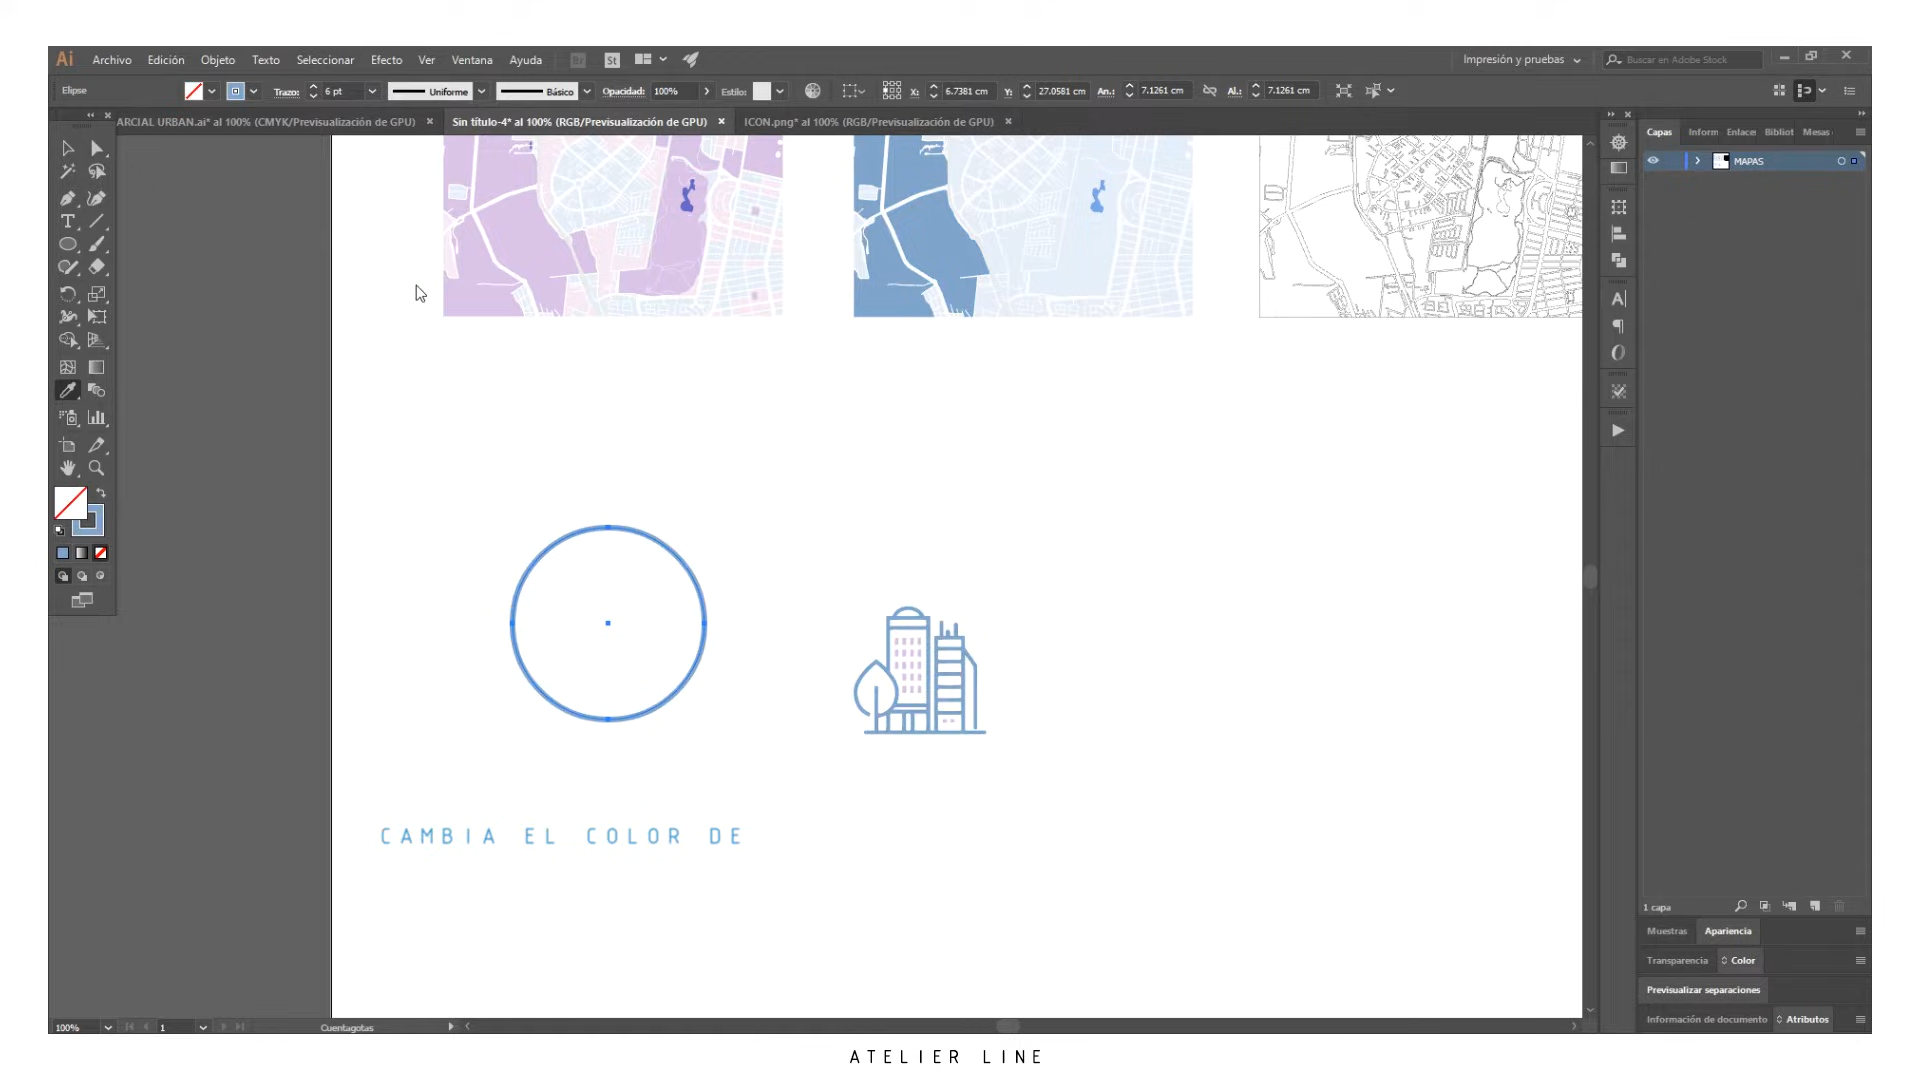 Ai Archivo Edición Objeto Texto Seleccionar Efecto Ver Ventana Ayuda Br St Impresión y pruebas Buscar en Adobe Stock
Elipse Trazo: 6 pt Uniforme Básico Opacidad: 100% Estilo: X: 6.7381 cm Y: 27.0581 cm An.: 7.1261 cm Al.: 7.1261 cm
ARCIAL URBAN.ai* al 100% (CMYK/Previsualización de GPU) × Sin título-4* al 100% (RGB/Previsualización de GPU) × ICON.png* al 100% (RGB/Previsualización de GPU) ×
Capas Inform Enlace Bibliot Mesas
MAPAS
CAMBIA EL COLOR DE
1 capa
Muestras Apariencia
Transparencia Color
Previsualizar separaciones
Información de documento Atributos
100% 1 Cuentagotas
ATELIER LINE